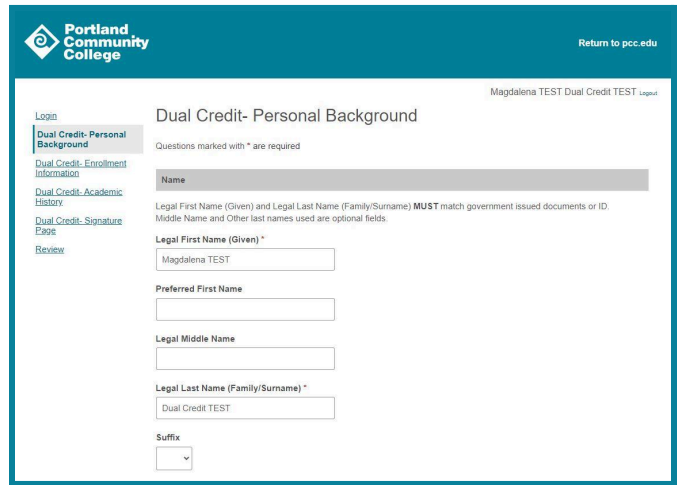 Portland
Community
College
Return to pcc.edu
Magdalena TEST Dual Credit TEST Logout
Login
Dual Credit- Personal
Background
Dual Credit- Enrollment
Information
Dual Credit- Academic
History
Dual Credit- Signature
Page
Review
Dual Credit- Personal Background
Questions marked with * are required
Name
Legal First Name (Given) and Legal Last Name (Family/Surname) MUST match government issued documents or ID.
Middle Name and Other last names used are optional fields.
Legal First Name (Given) *
Magdalena TEST
Preferred First Name
Legal Middle Name
Legal Last Name (Family/Surname) *
Dual Credit TEST
Suffix